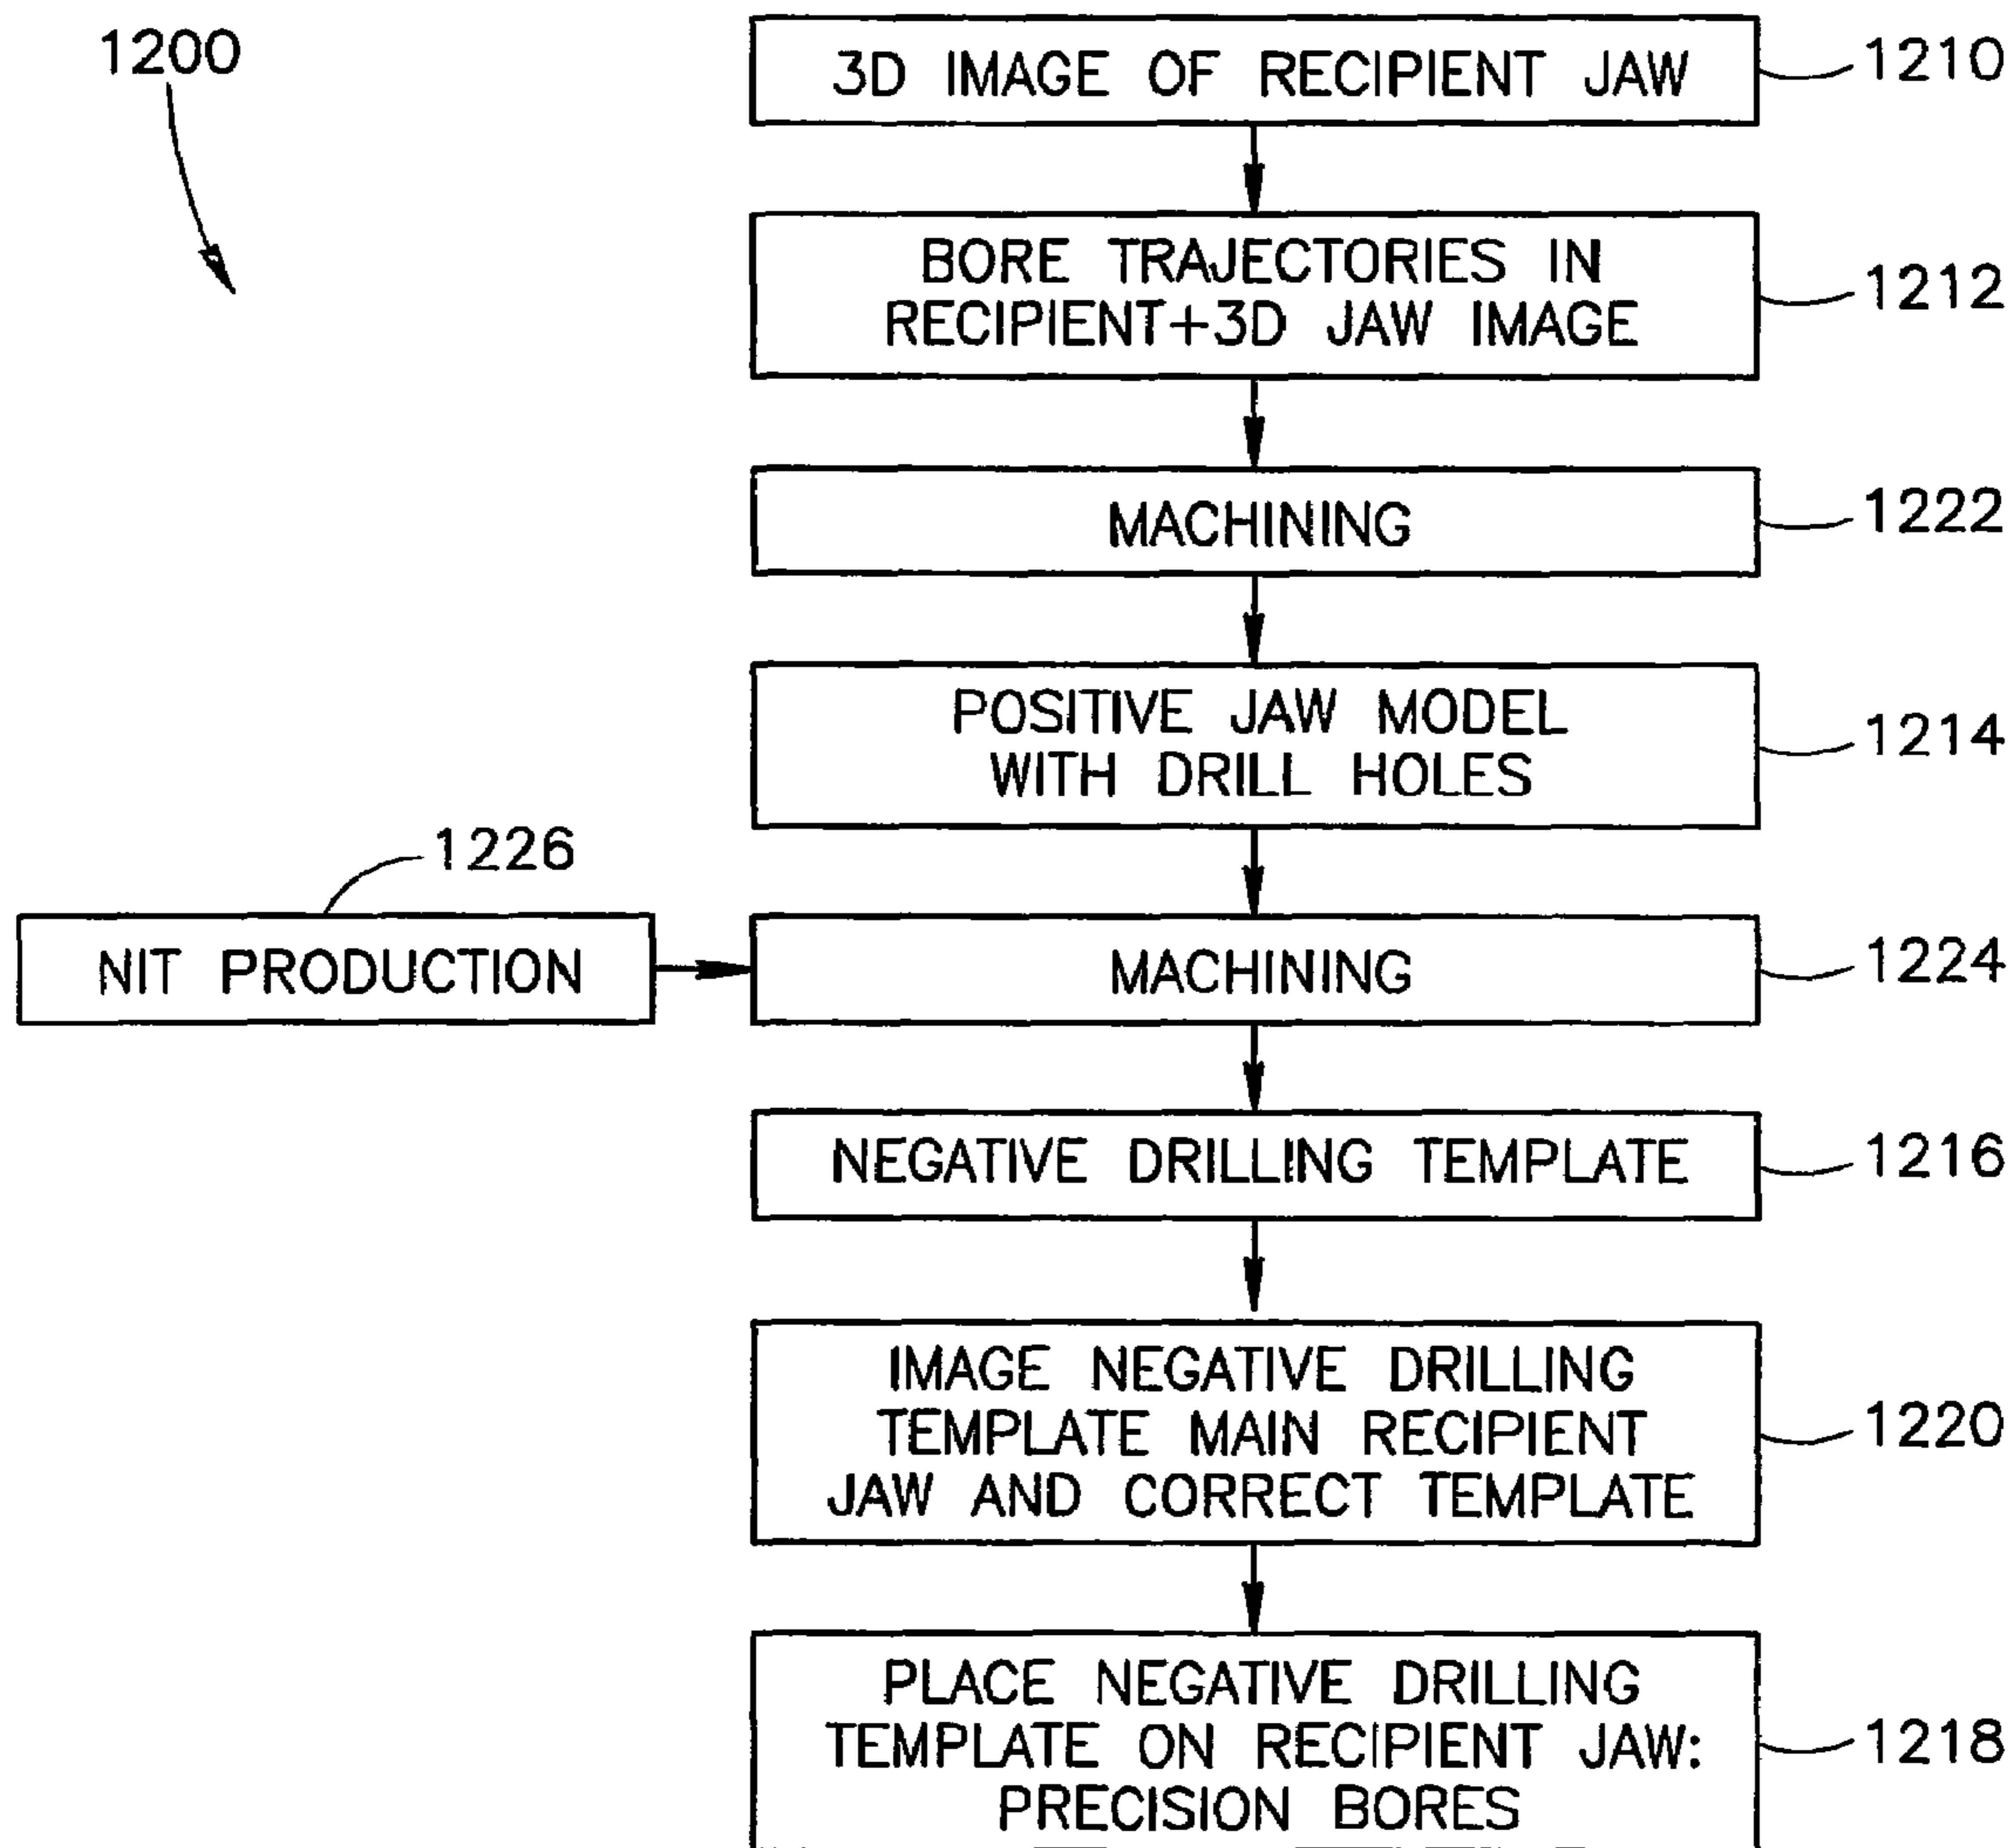 1200
3D IMAGE OF RECIPIENT JAW
1210
BORE TRAJECTORIES IN
RECIPIENT+3D JAW IMAGE
1212
MACHINING
1222
POSITIVE JAW MODEL
WITH DRILL HOLES
1214
1226
NIT PRODUCTION
MACHINING
1224
NEGATIVE DRILLING TEMPLATE
1216
IMAGE NEGATIVE DRILLING
TEMPLATE MAIN RECIPIENT
JAW AND CORRECT TEMPLATE
1220
PLACE NEGATIVE DRILLING
TEMPLATE ON RECIPIENT JAW:
PRECISION BORES
1218